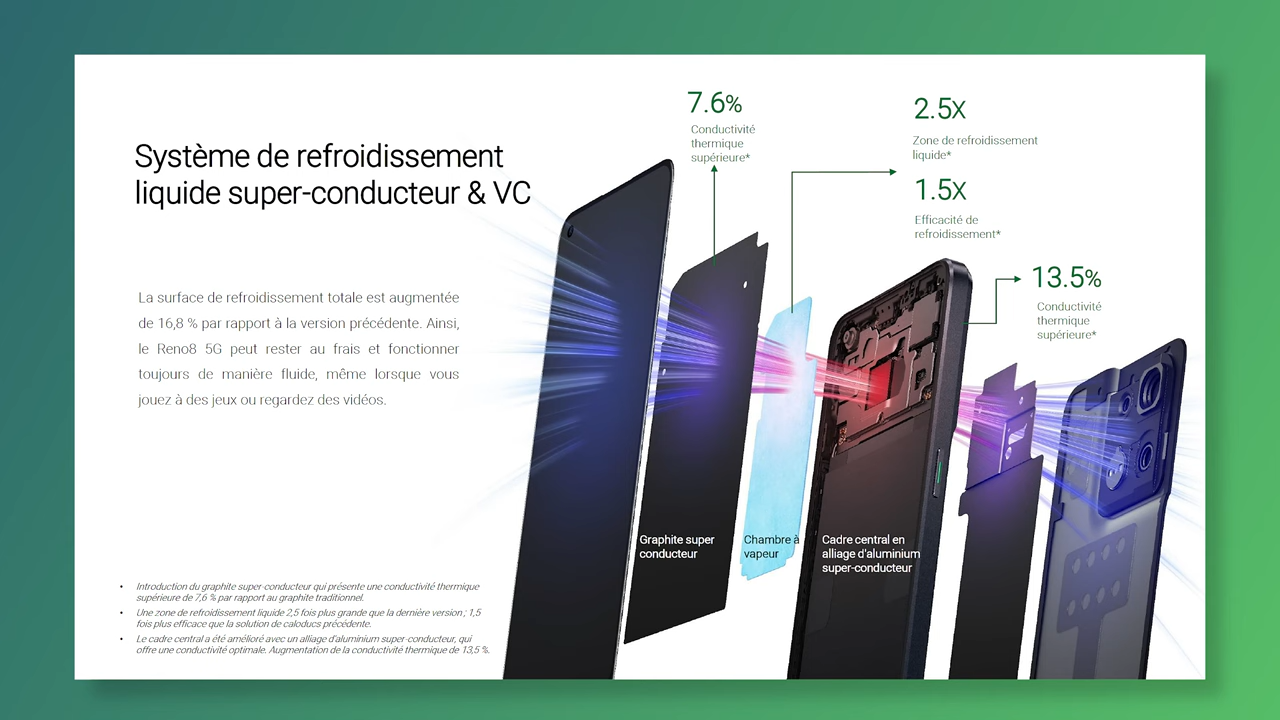 Système de refroidissement
liquide super-conducteur & VC
La surface de refroidissement totale est augmentée
de 16,8 % par rapport à la version précédente. Ainsi,
le Reno8 5G peut rester au frais et fonctionner
toujours de manière fluide, même lorsque vous
jouez à des jeux ou regardez des vidéos.
• Introduction du graphite super-conducteur qui présente une conductivité thermique
supérieure de 7,6 % par rapport au graphite traditionnel.
• Une zone de refroidissement liquide 2,5 fois plus grande que la dernière version ; 1,5
fois plus efficace que la solution de caloducs précédente.
• Le cadre central a été amélioré avec un alliage d'aluminium super-conducteur, qui
offre une conductivité optimale. Augmentation de la conductivité thermique de 13,5 %.
7.6%
Conductivité
thermique
supérieure*
2.5X
Zone de refroidissement
liquide*
1.5X
Efficacité de
refroidissement*
13.5%
Conductivité
thermique
supérieure*
Graphite super
conducteur
Chambre à
vapeur
Cadre central en
alliage d'aluminium
super-conducteur